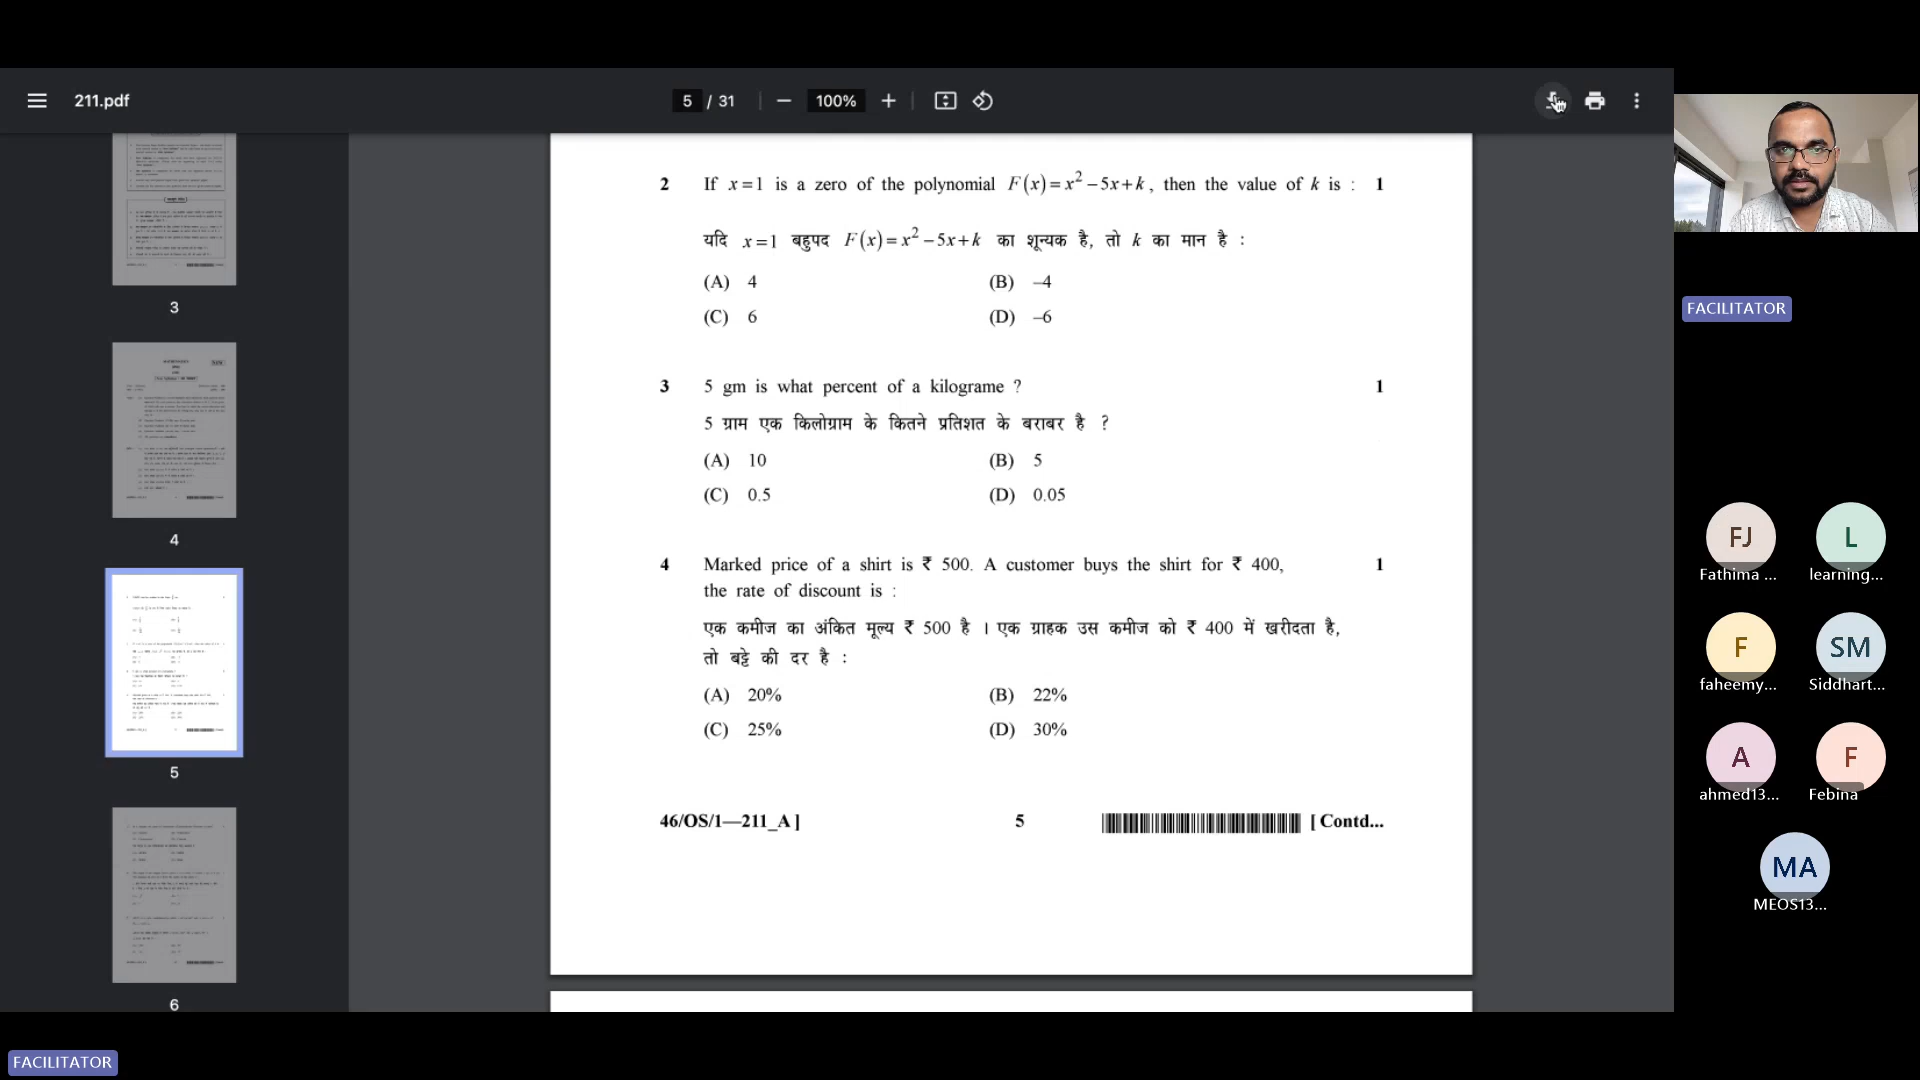 211.pdf
5 / 31
100%
3
4
5
6
2 If x=1 is a zero of the polynomial F(x)=x²−5x+k, then the value of k is : 1
यदि x=1 बहुपद F(x)=x²−5x+k का शून्यक है, तो k का मान है :
(A) 4 (B) –4
(C) 6 (D) –6
3 5 gm is what percent of a kilograme ? 1
5 ग्राम एक किलोग्राम के कितने प्रतिशत के बराबर है ?
(A) 10 (B) 5
(C) 0.5 (D) 0.05
4 Marked price of a shirt is ₹ 500. A customer buys the shirt for ₹ 400, 1
the rate of discount is :
एक कमीज का अंकित मूल्य ₹ 500 है । एक ग्राहक उस कमीज को ₹ 400 में खरीदता है,
तो बट्टे की दर है :
(A) 20% (B) 22%
(C) 25% (D) 30%
46/OS/1—211_A ] 5 [ Contd...
FACILITATOR
FJ L
Fathima ... learning...
F SM
faheemy... Siddhart...
A F
ahmed13... Febina
MA
MEOS13...
FACILITATOR